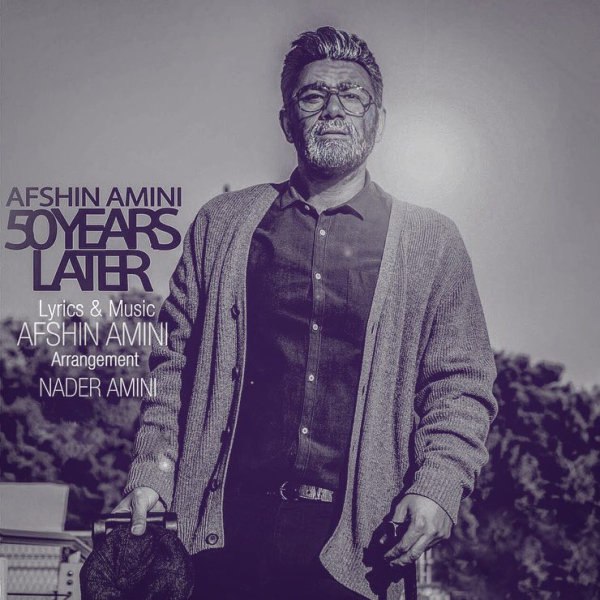 AFSHIN AMINI
50 YEARS
LATER
Lyrics & Music
AFSHIN AMINI
Arrangement
NADER AMINI